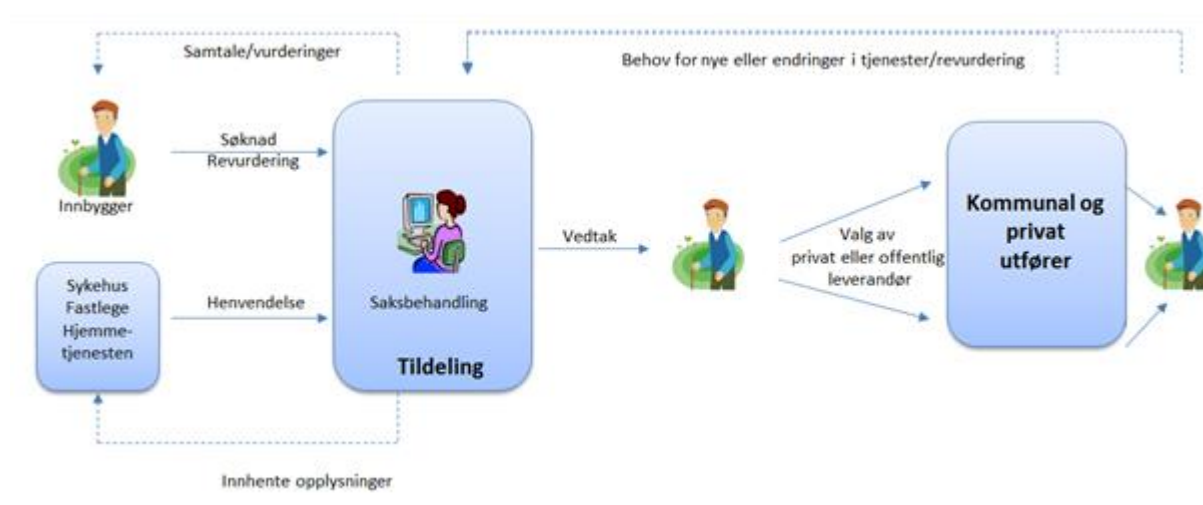 Samtale/vurderinger
Behov for nye eller endringer i tjenester/revurdering
Søknad
Revurdering
Innbygger
Sykehus
Fastlege
Hjemme-
tjenesten
Henvendelse
Saksbehandling
Tildeling
Vedtak
Valg av
privat eller offentlig
leverandør
Kommunal og
privat
utfører
Innhente opplysninger